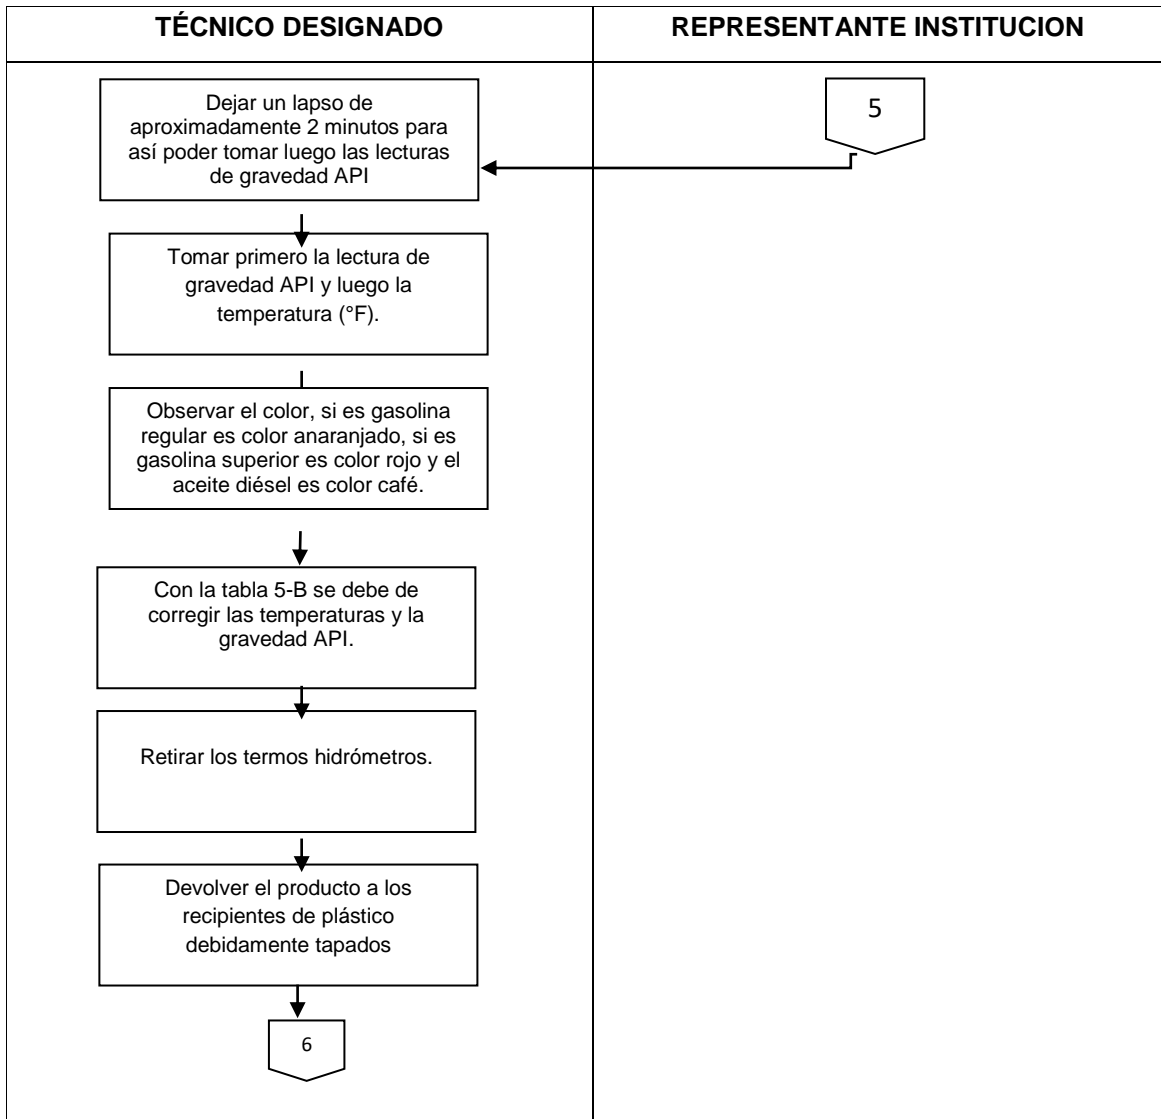 TÉCNICO DESIGNADO
REPRESENTANTE INSTITUCION
Dejar un lapso de
aproximadamente 2 minutos para
así poder tomar luego las lecturas
de gravedad API
5
Tomar primero la lectura de
gravedad API y luego la
temperatura (°F).
Observar el color, si es gasolina
regular es color anaranjado, si es
gasolina superior es color rojo y el
aceite diésel es color café.
Con la tabla 5-B se debe de
corregir las temperaturas y la
gravedad API.
Retirar los termos hidrómetros.
Devolver el producto a los
recipientes de plástico
debidamente tapados
6